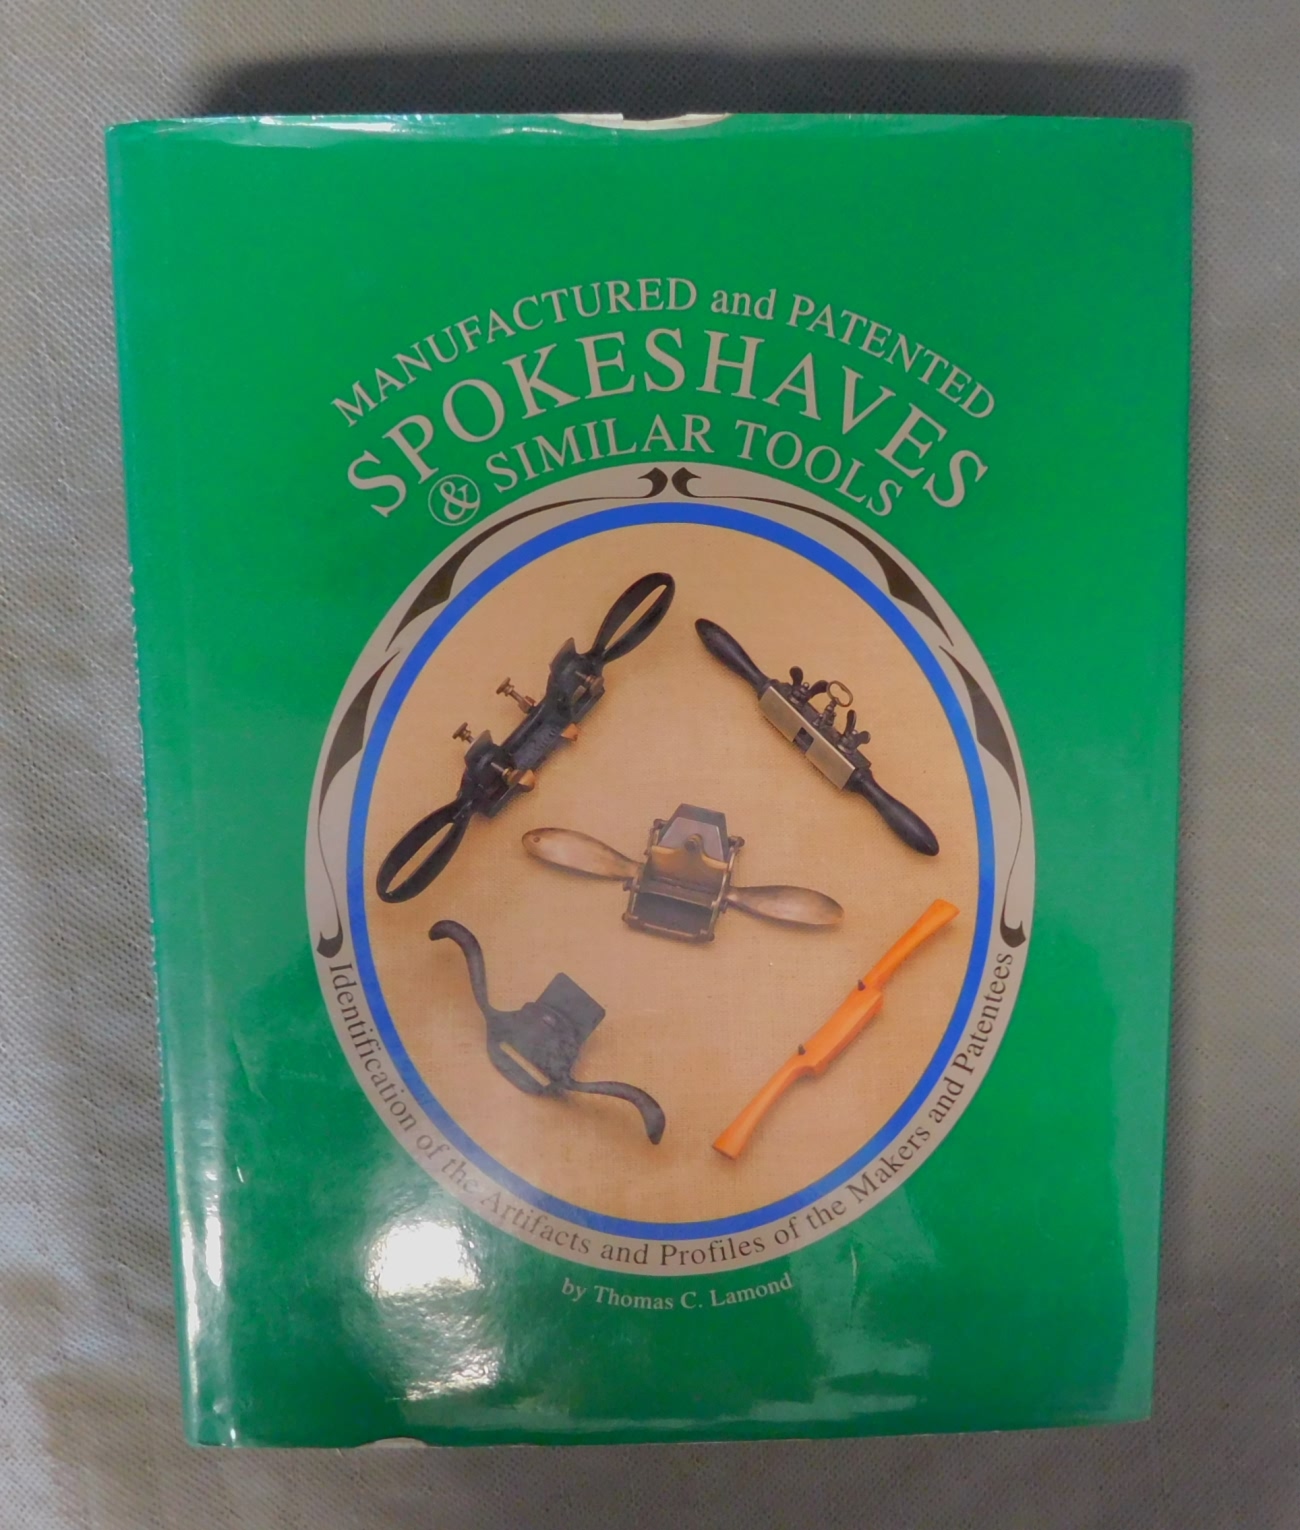 MANUFACTURED and PATENTED
SPOKESHAVES
& SIMILAR TOOLS
Identification of the Artifacts and Profiles of the Makers and Patentees
by Thomas C. Lamond